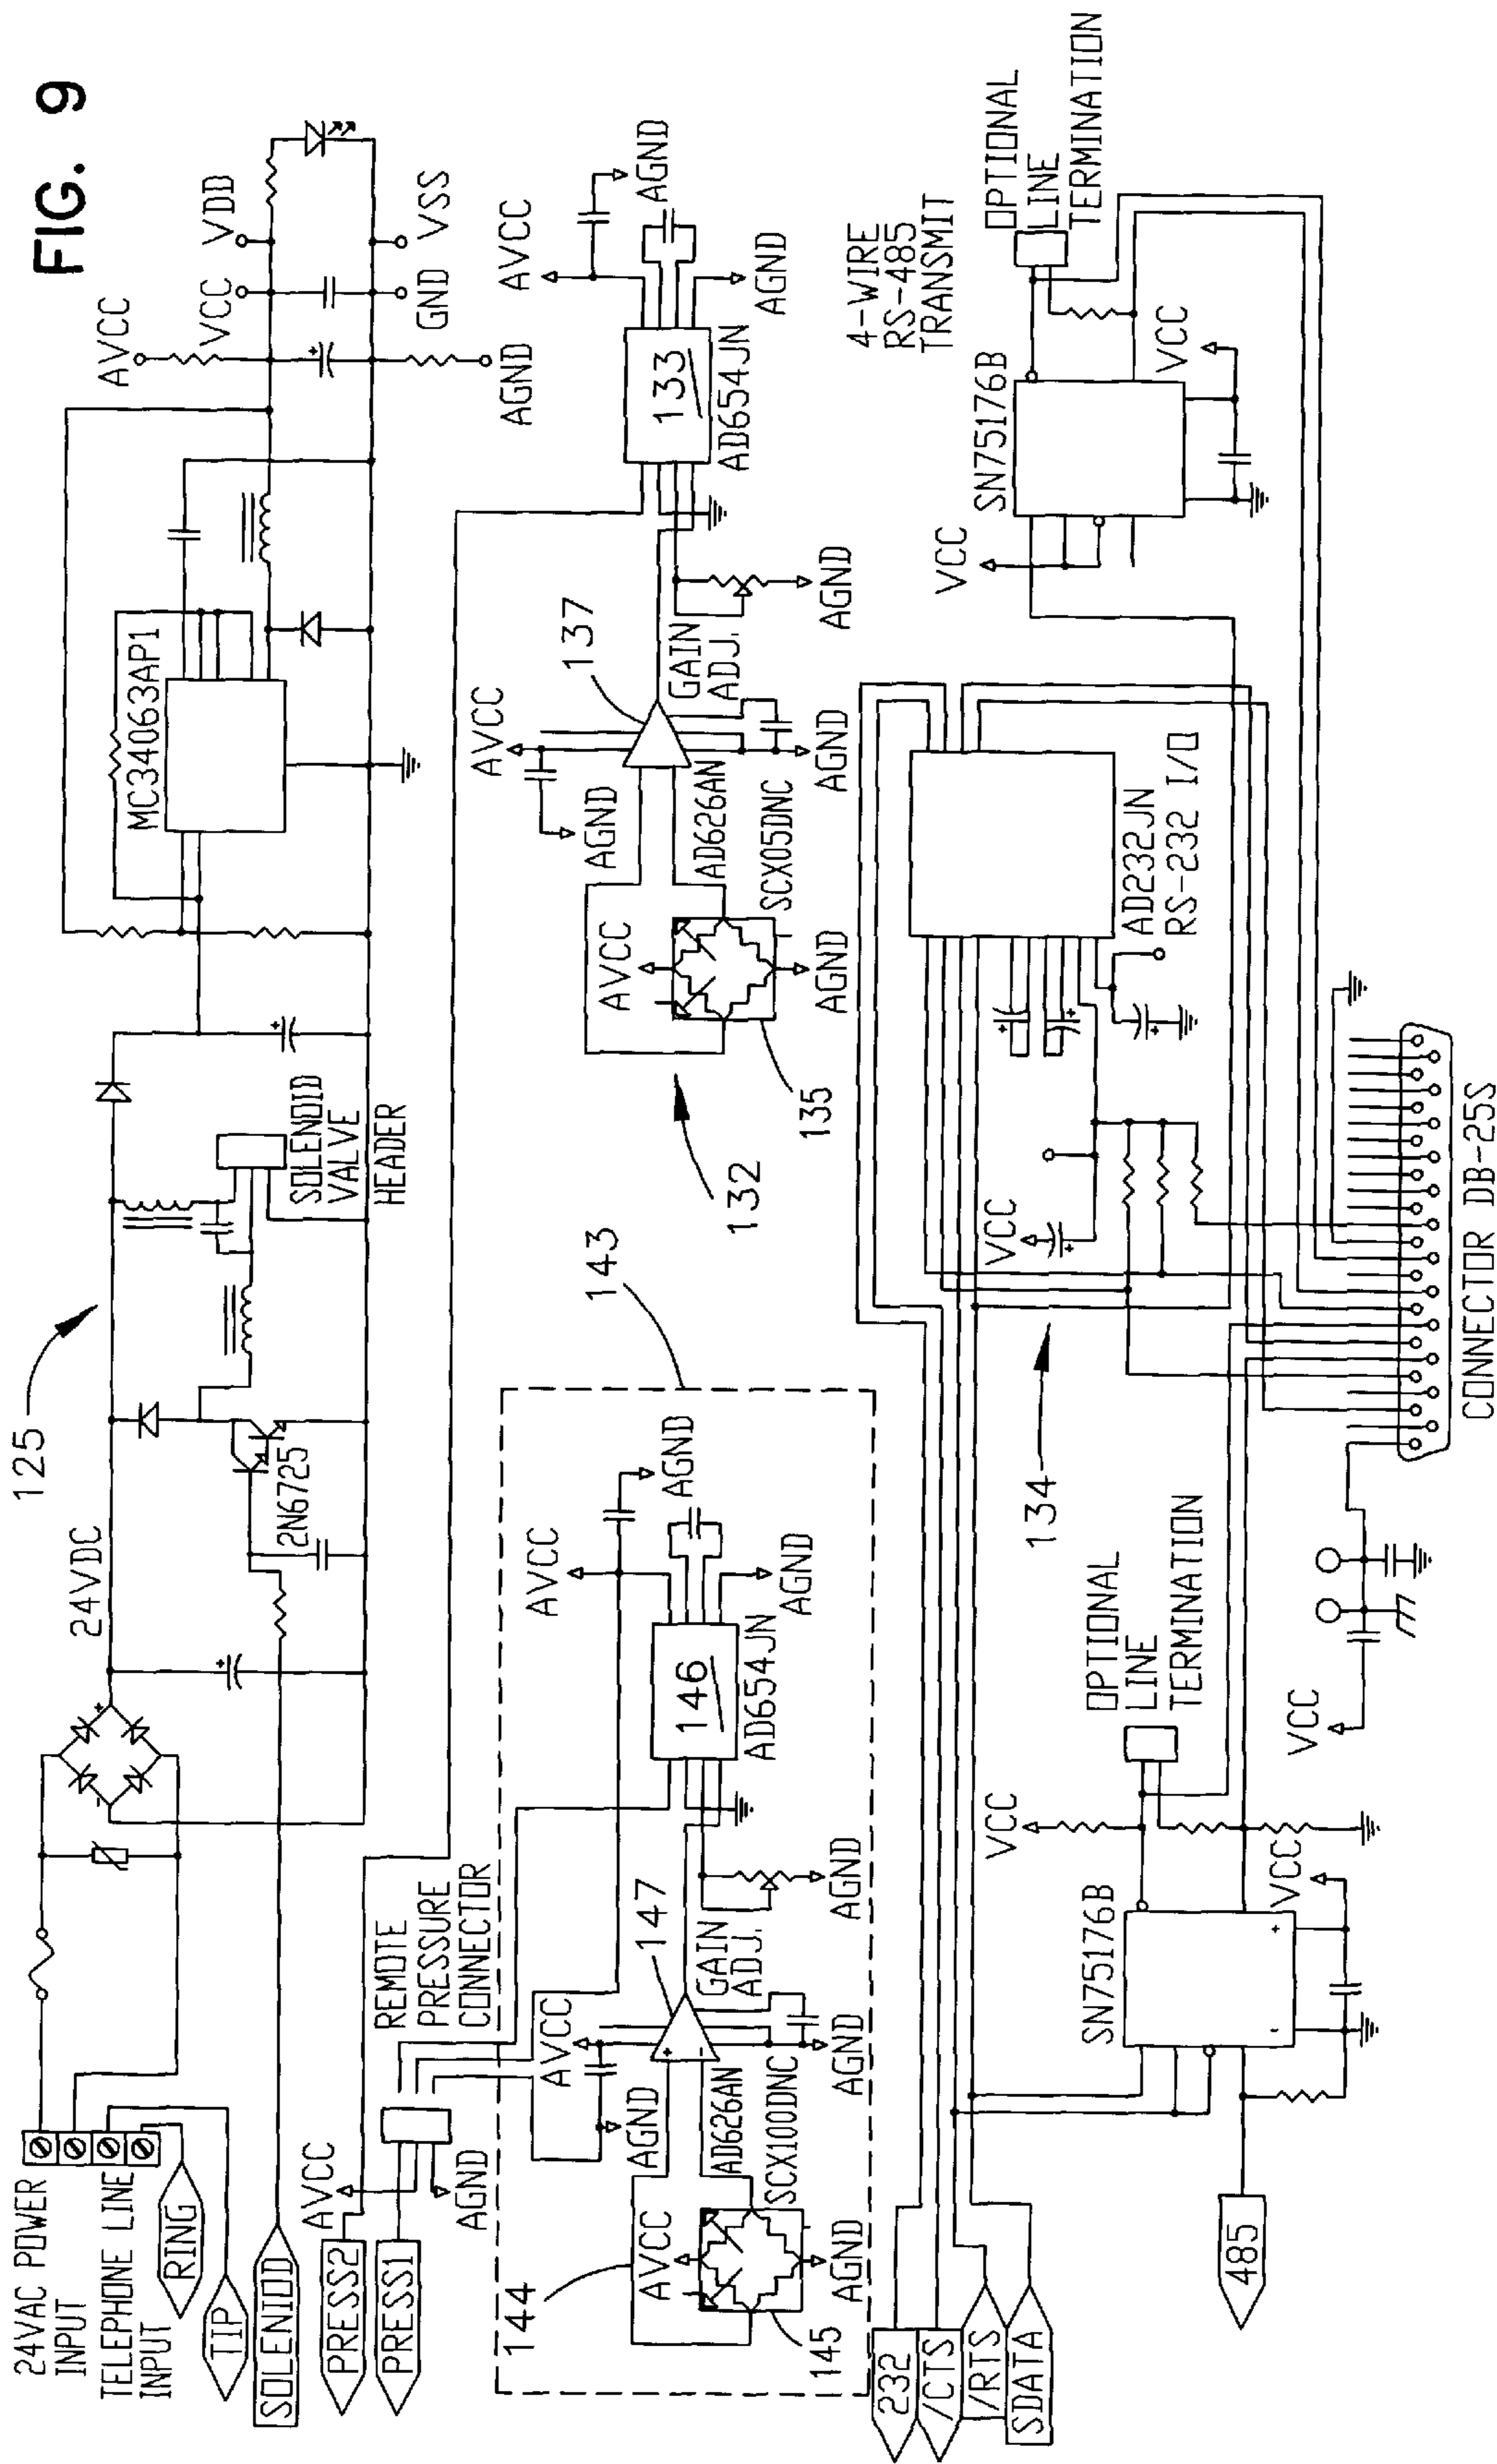 FIG. 9
24VAC POWER
INPUT
TELEPHONE LINE
INPUT
RING
TIP
SOLENIOD
125
24VDC
2N6725
SOLENOID
VALVE
HEADER
MC34063AP1
AVCC
VCC
VDD
GND
VSS
AGND
PRESS2
PRESS1
AVCC
AGND
REMOTE
PRESSURE
CONNECTOR
143
144
AVCC
AGND
145
SCX100DNC
AD626AN
AGND
AVCC
147
AGND
GAIN
ADJ.
AGND
146
AD654JN
AVCC
AGND
AGND
132
135
AVCC
AGND
SCX05DNC
AD626AN
AGND
AVCC
137
AGND
GAIN
ADJ.
AGND
133
AD654JN
AVCC
AGND
AGND
232
/CTS
/RTS
SDATA
485
SN75176B
+
-
VCC
VCC
OPTIONAL
LINE
TERMINATION
VCC
134
VCC
AD232JN
RS-232 I/O
VCC
SN75176B
VCC
4-WIRE
RS-485
TRANSMIT
OPTIONAL
LINE
TERMINATION
CONNECTOR DB-25S